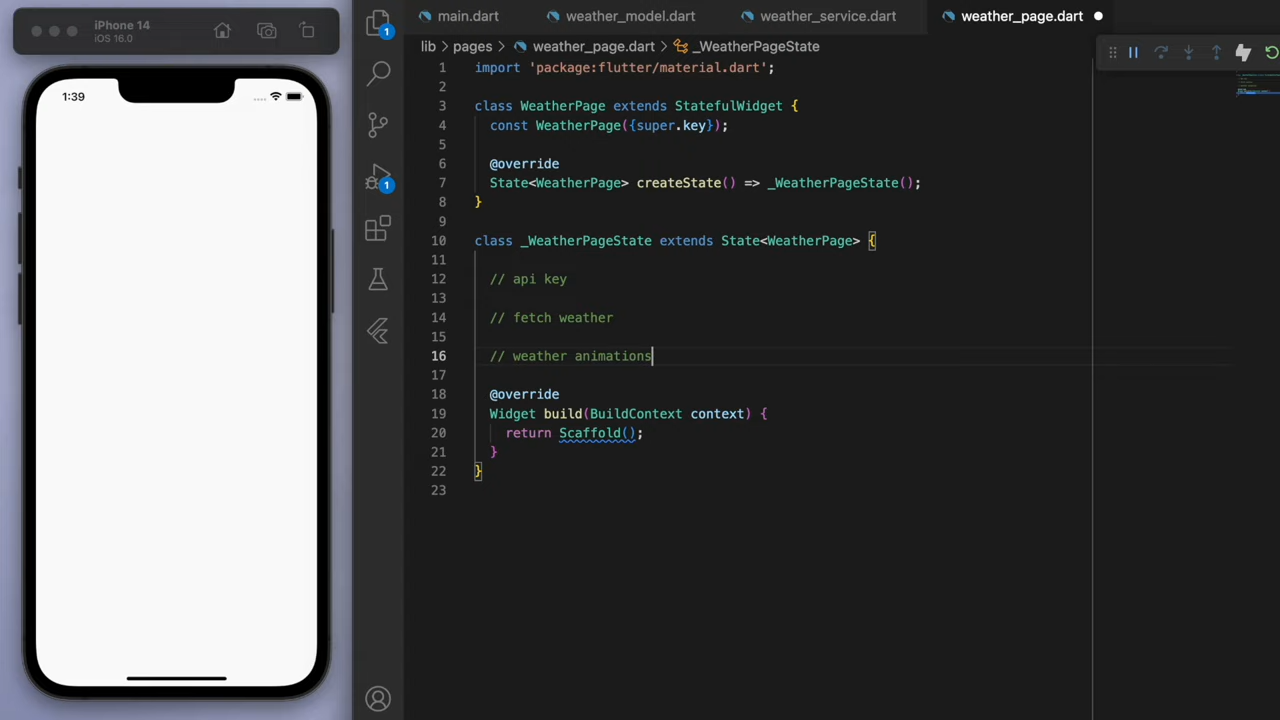 iPhone 14
iOS 16.0
1:39
1
1
main.dart
weather_model.dart
weather_service.dart
weather_page.dart
lib > pages > weather_page.dart > _WeatherPageState
1 import 'package:flutter/material.dart';
2
3 class WeatherPage extends StatefulWidget {
4 const WeatherPage({super.key});
5
6 @override
7 State<WeatherPage> createState() => _WeatherPageState();
8 }
9
10 class _WeatherPageState extends State<WeatherPage> {
11
12 // api key
13
14 // fetch weather
15
16 // weather animations
17
18 @override
19 Widget build(BuildContext context) {
20 return Scaffold();
21 }
22 }
23